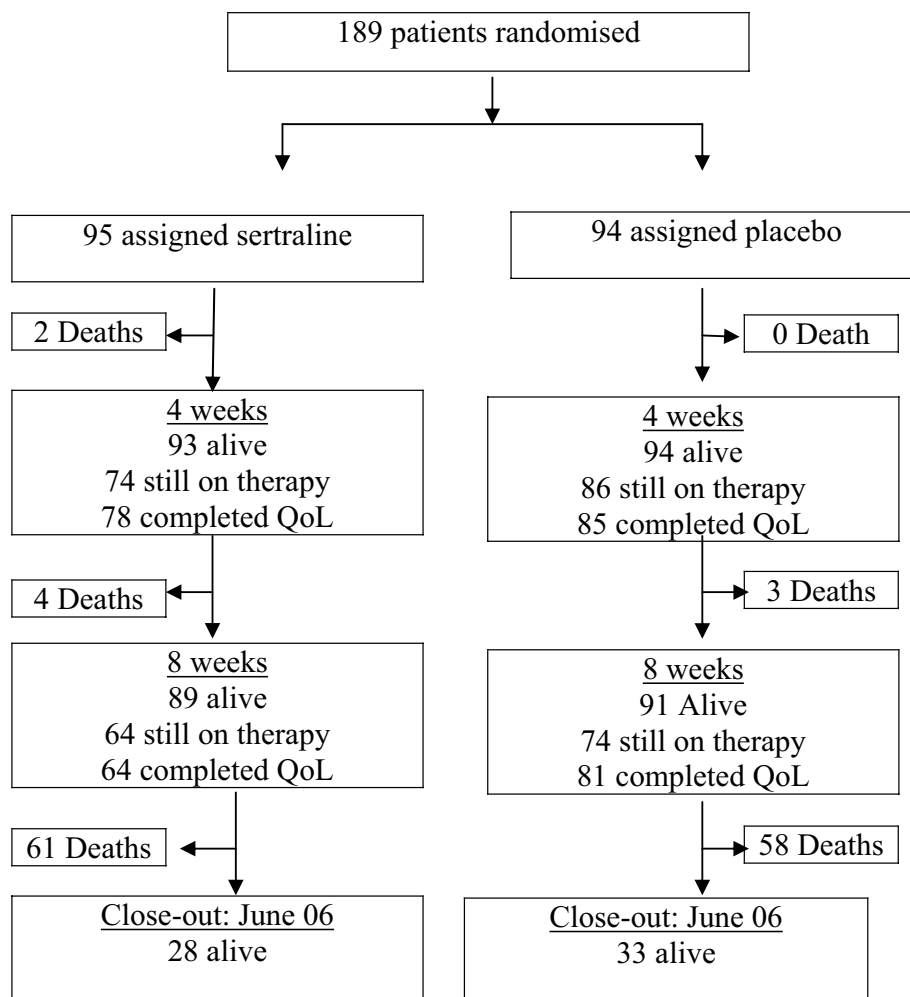 189 patients randomised
95 assigned sertraline
94 assigned placebo
2 Deaths
0 Death
4 weeks
93 alive
74 still on therapy
78 completed QoL
4 weeks
94 alive
86 still on therapy
85 completed QoL
4 Deaths
3 Deaths
8 weeks
89 alive
64 still on therapy
64 completed QoL
8 weeks
91 Alive
74 still on therapy
81 completed QoL
61 Deaths
58 Deaths
Close-out: June 06
28 alive
Close-out: June 06
33 alive